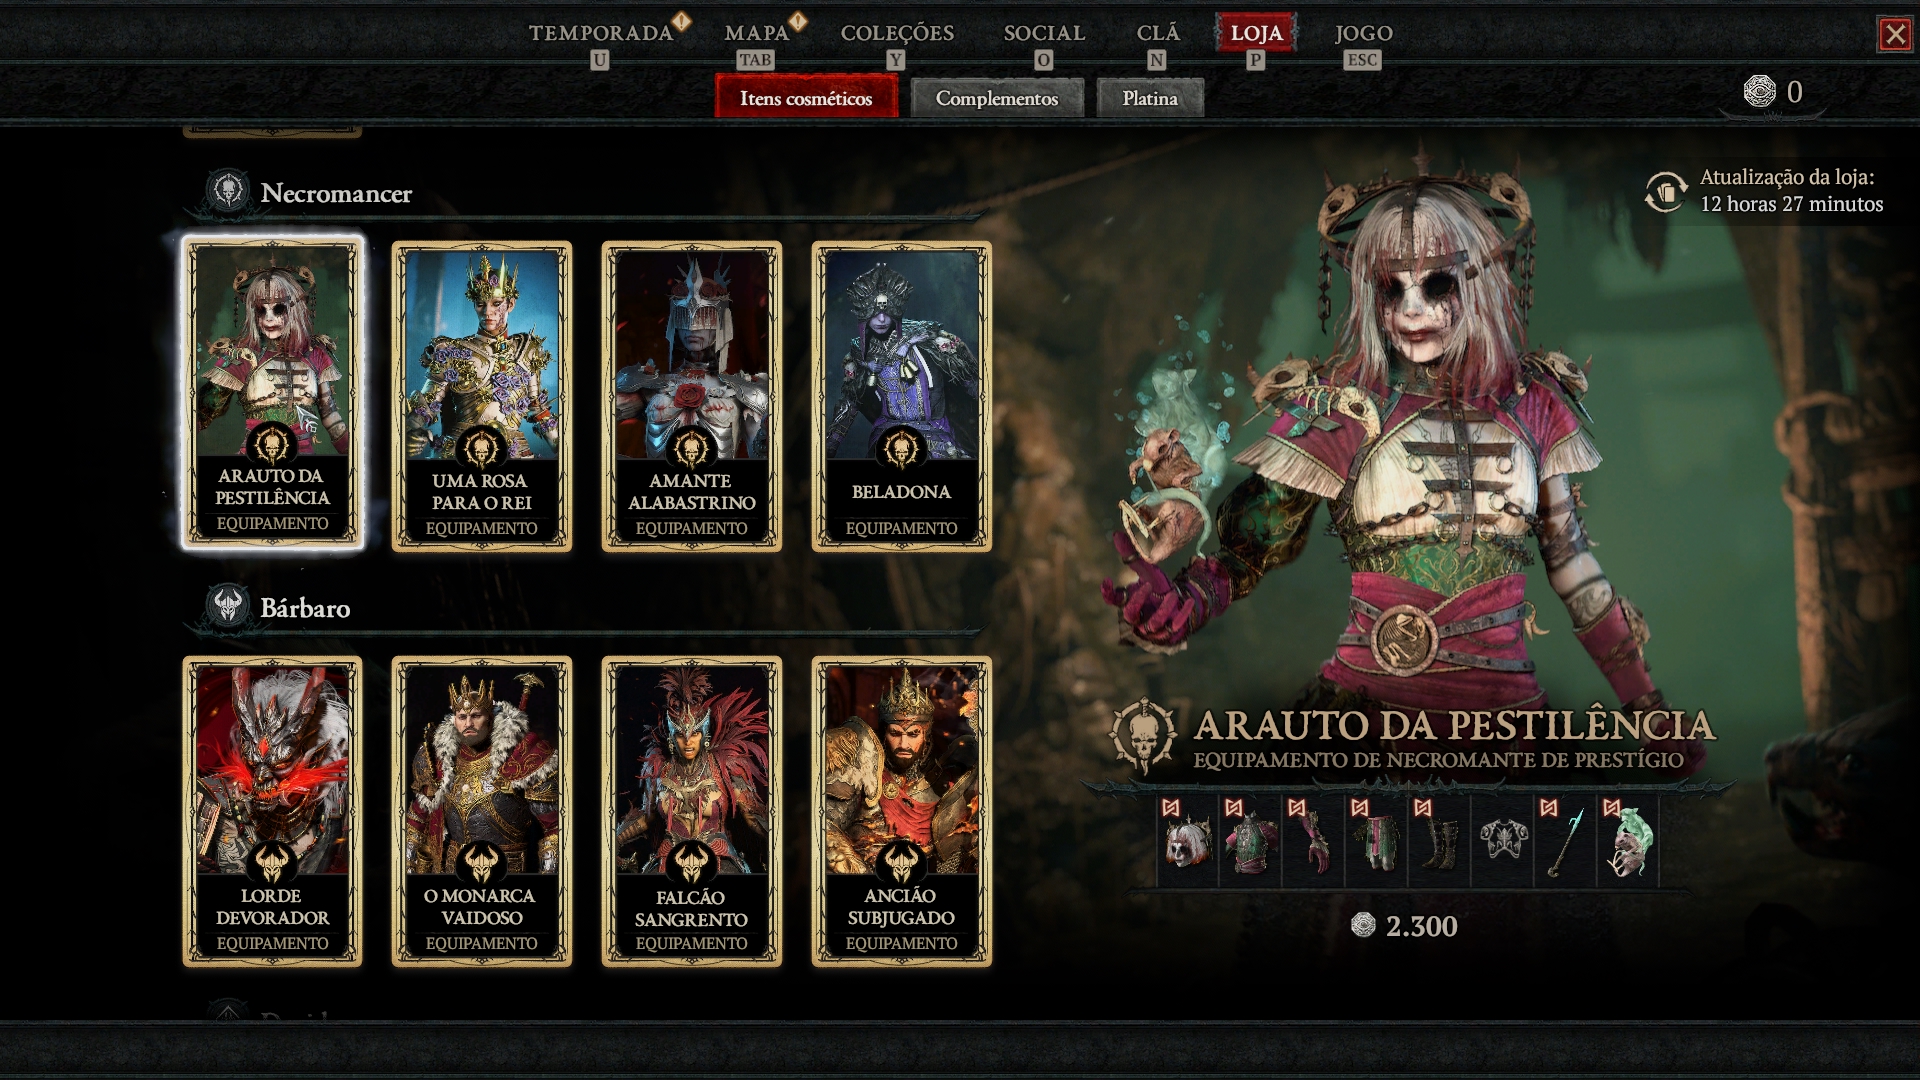 TEMPORADA
MAPA
COLEÇÕES
SOCIAL
CLÃ
LOJA
JOGO
U
TAB
Y
O
N
P
ESC
Itens cosméticos
Complementos
Platina
0
Atualização da loja:
12 horas 27 minutos
Necromancer
ARAUTO DA
PESTILÊNCIA
EQUIPAMENTO
UMA ROSA
PARA O REI
EQUIPAMENTO
AMANTE
ALABASTRINO
EQUIPAMENTO
BELADONA
EQUIPAMENTO
Bárbaro
LORDE
DEVORADOR
EQUIPAMENTO
O MONARCA
VAIDOSO
EQUIPAMENTO
FALCÃO
SANGRENTO
EQUIPAMENTO
ANCIÃO
SUBJUGADO
EQUIPAMENTO
ARAUTO DA PESTILÊNCIA
EQUIPAMENTO DE NECROMANTE DE PRESTÍGIO
2.300